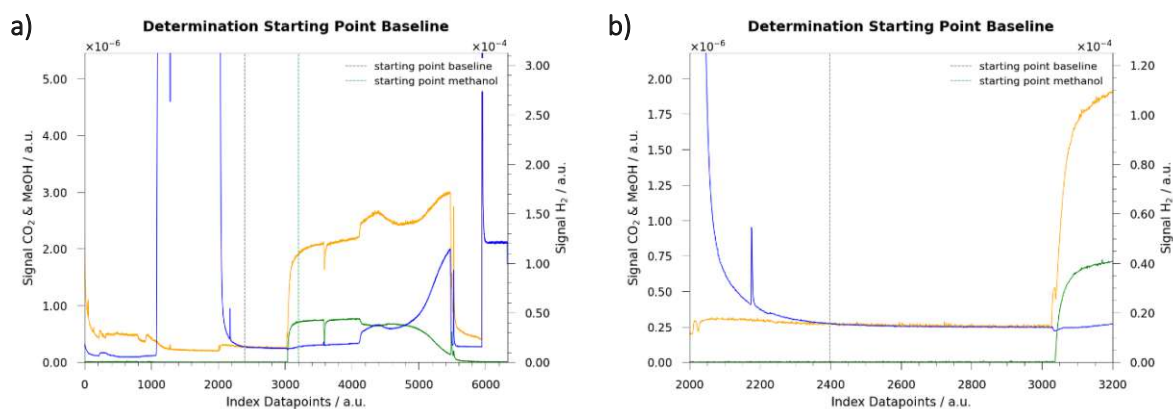 a)
Determination Starting Point Baseline
×10⁻⁶
×10⁻⁴
starting point baseline
starting point methanol
5.00
4.00
3.00
2.00
1.00
0.00
Signal CO₂ & MeOH / a.u.
3.00
2.50
2.00
1.50
1.00
0.50
0.00
Signal H₂ / a.u.
0 1000 2000 3000 4000 5000 6000
Index Datapoints / a.u.
b)
Determination Starting Point Baseline
×10⁻⁶
×10⁻⁴
starting point baseline
starting point methanol
2.00
1.75
1.50
1.25
1.00
0.75
0.50
0.25
0.00
Signal CO₂ & MeOH / a.u.
1.20
1.00
0.80
0.60
0.40
0.20
0.00
Signal H₂ / a.u.
2000 2200 2400 2600 2800 3000 3200
Index Datapoints / a.u.